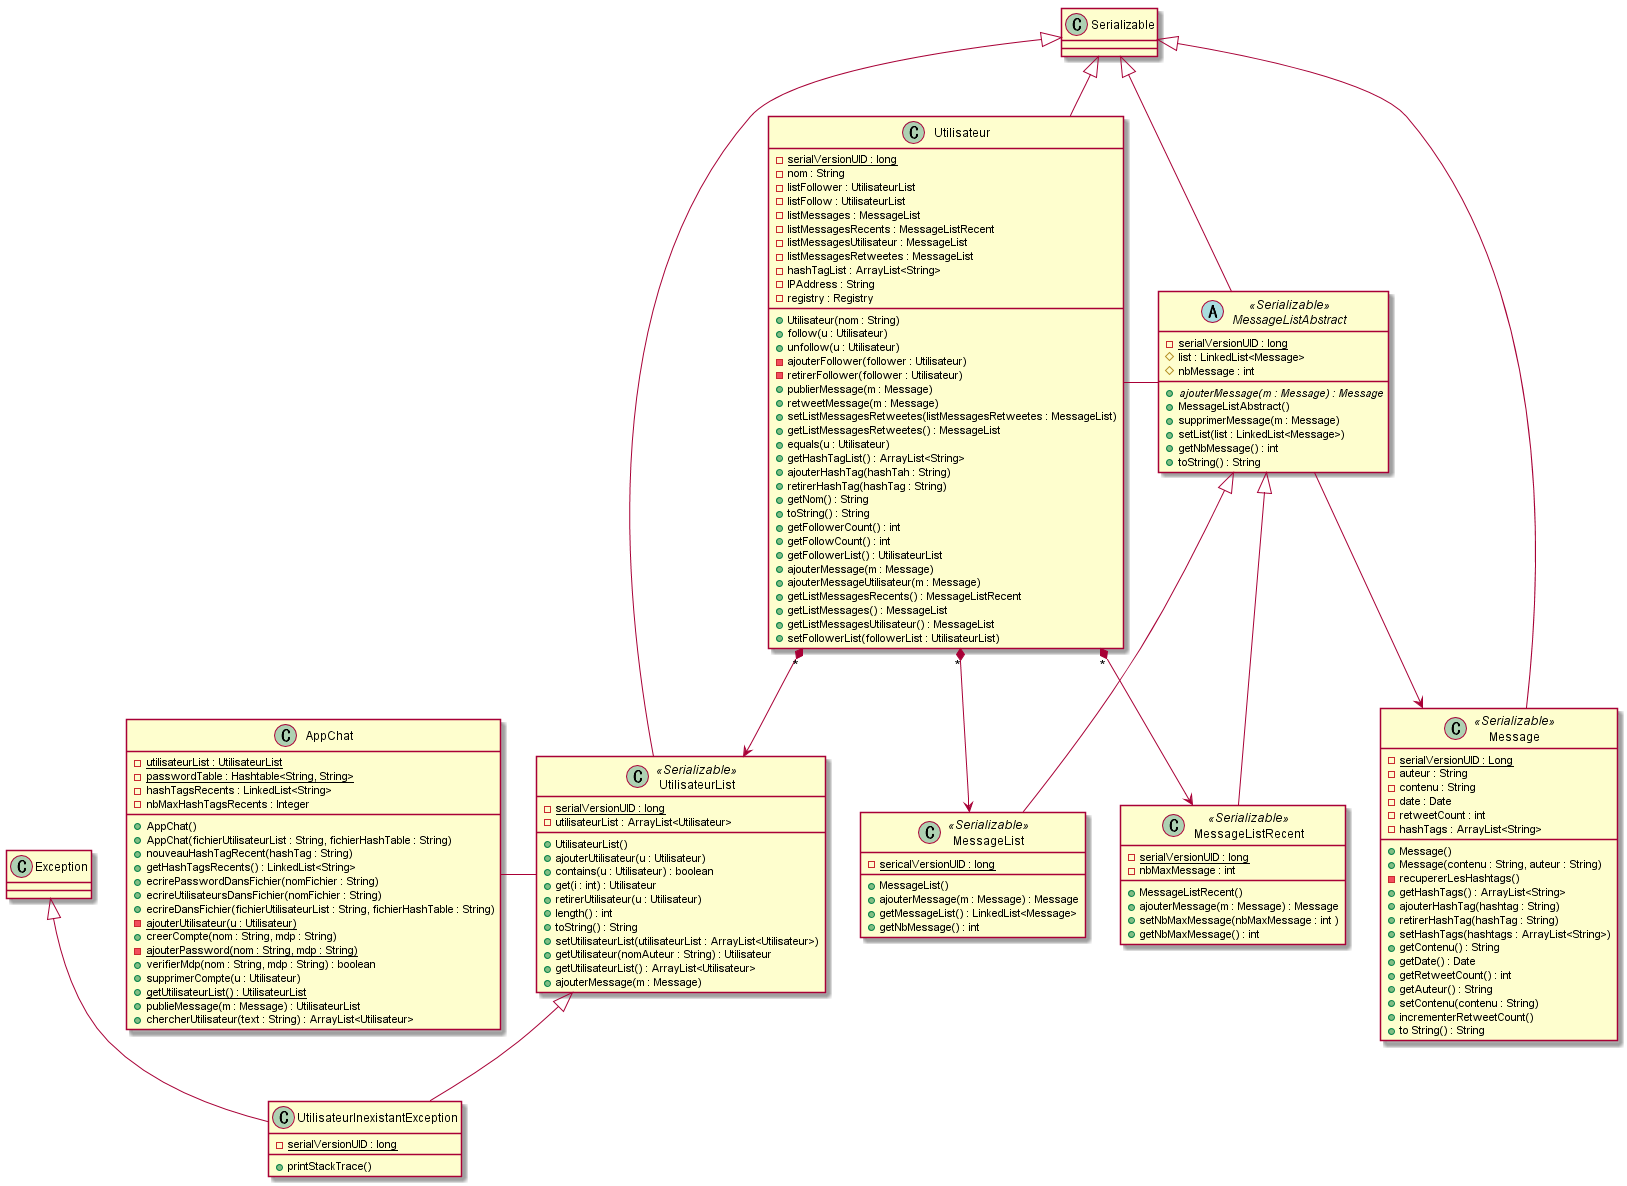 C Serializable
C Utilisateur
serialVersionUID : long
nom : String
listFollower : UtilisateurList
listFollow : UtilisateurList
listMessages : MessageList
listMessagesRecents : MessageListRecent
listMessagesUtilisateur : MessageList
listMessagesRetweetes : MessageList
hashTagList : ArrayList<String>
IPAddress : String
registry : Registry
Utilisateur(nom : String)
follow(u : Utilisateur)
unfollow(u : Utilisateur)
ajouterFollower(follower : Utilisateur)
retirerFollower(follower : Utilisateur)
publierMessage(m : Message)
retweetMessage(m : Message)
setListMessagesRetweetes(listMessagesRetweetes : MessageList)
getListMessagesRetweetes() : MessageList
equals(u : Utilisateur)
getHashTagList() : ArrayList<String>
ajouterHashTag(hashTah : String)
retirerHashTag(hashTag : String)
getNom() : String
toString() : String
getFollowerCount() : int
getFollowCount() : int
getFollowerList() : UtilisateurList
ajouterMessage(m : Message)
ajouterMessageUtilisateur(m : Message)
getListMessagesRecents() : MessageListRecent
getListMessages() : MessageList
getListMessagesUtilisateur() : MessageList
setFollowerList(followerList : UtilisateurList)
A «Serializable»
MessageListAbstract
serialVersionUID : long
list : LinkedList<Message>
nbMessage : int
ajouterMessage(m : Message) : Message
MessageListAbstract()
supprimerMessage(m : Message)
setList(list : LinkedList<Message>)
getNbMessage() : int
toString() : String
* * *
C AppChat
utilisateurList : UtilisateurList
passwordTable : Hashtable<String, String>
hashTagsRecents : LinkedList<String>
nbMaxHashTagsRecents : Integer
AppChat()
AppChat(fichierUtilisateurList : String, fichierHashTable : String)
nouveauHashTagRecent(hashTag : String)
getHashTagsRecents() : LinkedList<String>
ecrirePasswordDansFichier(nomFichier : String)
ecrireUtilisateursDansFichier(nomFichier : String)
ecrireDansFichier(fichierUtilisateurList : String, fichierHashTable : String)
ajouterUtilisateur(u : Utilisateur)
creerCompte(nom : String, mdp : String)
ajouterPassword(nom : String, mdp : String)
verifierMdp(nom : String, mdp : String) : boolean
supprimerCompte(u : Utilisateur)
getUtilisateurList() : UtilisateurList
publieMessage(m : Message) : UtilisateurList
chercherUtilisateur(text : String) : ArrayList<Utilisateur>
C Exception
C «Serializable»
UtilisateurList
serialVersionUID : long
utilisateurList : ArrayList<Utilisateur>
UtilisateurList()
ajouterUtilisateur(u : Utilisateur)
contains(u : Utilisateur) : boolean
get(i : int) : Utilisateur
retirerUtilisateur(u : Utilisateur)
length() : int
toString() : String
setUtilisateurList(utilisateurList : ArrayList<Utilisateur>)
getUtilisateur(nomAuteur : String) : Utilisateur
getUtilisateurList() : ArrayList<Utilisateur>
ajouterMessage(m : Message)
C «Serializable»
MessageList
sericalVersionUID : long
MessageList()
ajouterMessage(m : Message) : Message
getMessageList() : LinkedList<Message>
getNbMessage() : int
C «Serializable»
MessageListRecent
serialVersionUID : long
nbMaxMessage : int
MessageListRecent()
ajouterMessage(m : Message) : Message
setNbMaxMessage(nbMaxMessage : int )
getNbMaxMessage() : int
C «Serializable»
Message
serialVersionUID : Long
auteur : String
contenu : String
date : Date
retweetCount : int
hashTags : ArrayList<String>
Message()
Message(contenu : String, auteur : String)
recupererLesHashtags()
getHashTags() : ArrayList<String>
ajouterHashTag(hashtag : String)
retirerHashTag(hashTag : String)
setHashTags(hashtags : ArrayList<String>)
getContenu() : String
getDate() : Date
getRetweetCount() : int
getAuteur() : String
setContenu(contenu : String)
incrementerRetweetCount()
to String() : String
C UtilisateurInexistantException
serialVersionUID : long
printStackTrace()